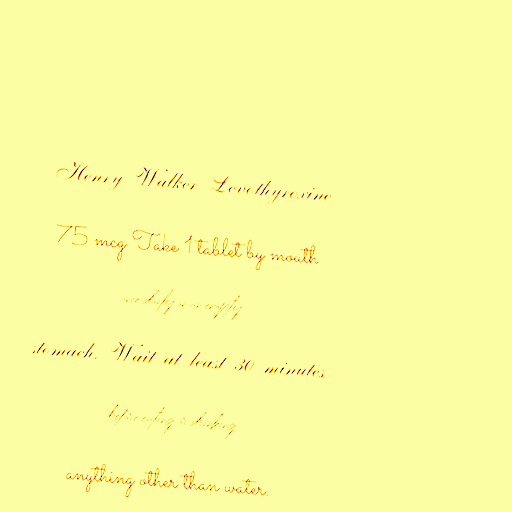 Henry Walker Levothyroxine
75 mcg Take 1 tablet by mouth
once daily on an empty
stomach. Wait at least 30 minutes
before eating or drinking
anything other than water.